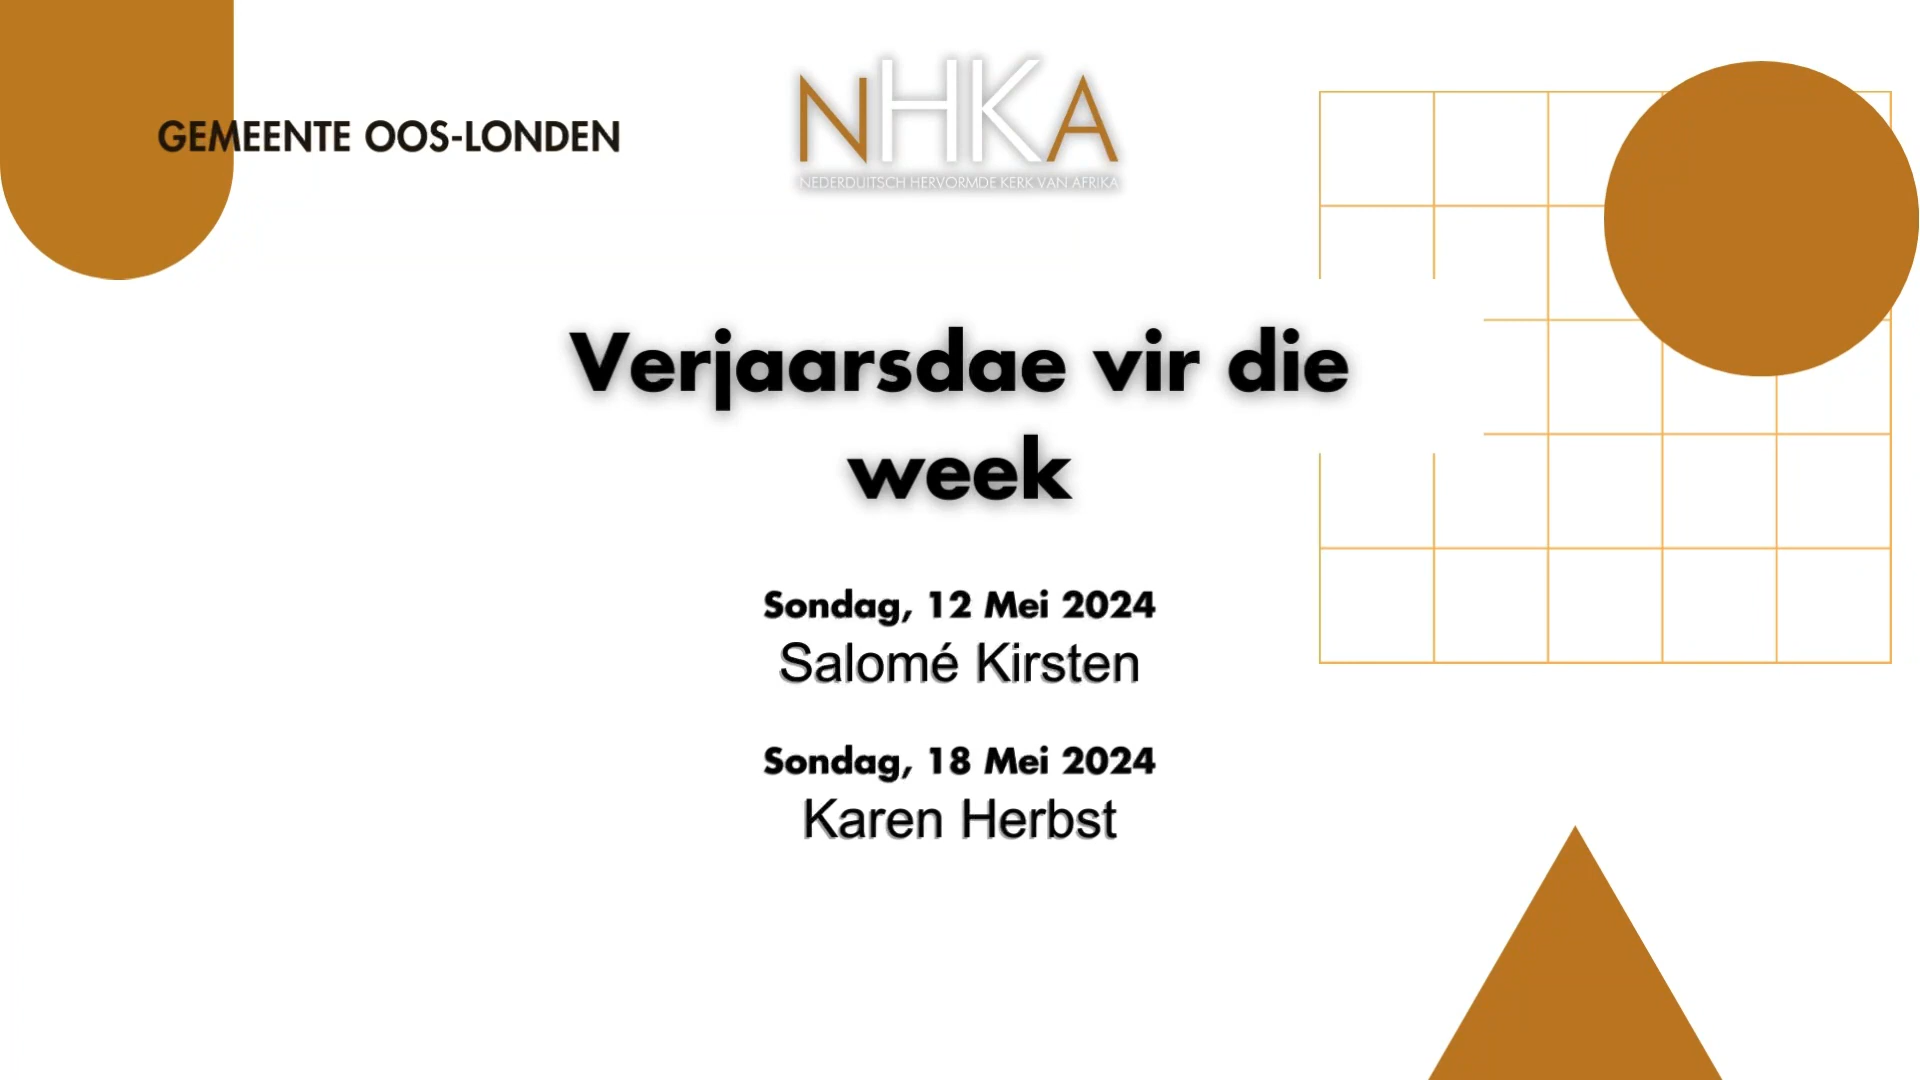 GEMEENTE OOS-LONDEN
NHKA
NEDERDUITSCH HERVORMDE KERK VAN AFRIKA
Verjaarsdae vir die
week
Sondag, 12 Mei 2024
Salomé Kirsten
Sondag, 18 Mei 2024
Karen Herbst